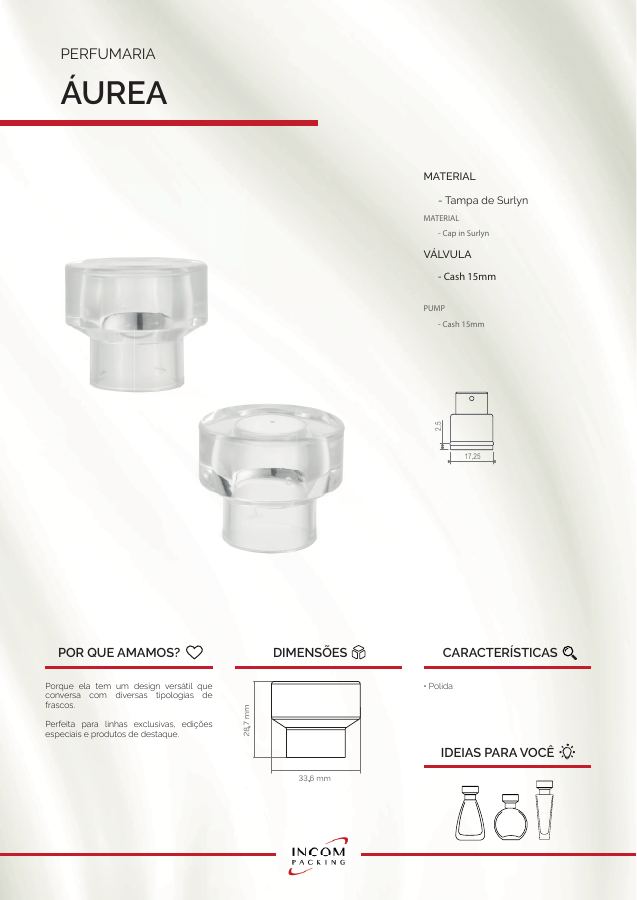 PERFUMARIA
ÁUREA
MATERIAL
- Tampa de Surlyn
MATERIAL
- Cap in Surlyn
VÁLVULA
- Cash 15mm
PUMP
- Cash 15mm
2,5
17,25
POR QUE AMAMOS?
Porque ela tem um design versátil que
conversa com diversas tipologias de
frascos.
Perfeita para linhas exclusivas, edições
especiais e produtos de destaque.
DIMENSÕES
28,7 mm
33,6 mm
CARACTERÍSTICAS
• Polida
IDEIAS PARA VOCÊ
INCOM
PACKING